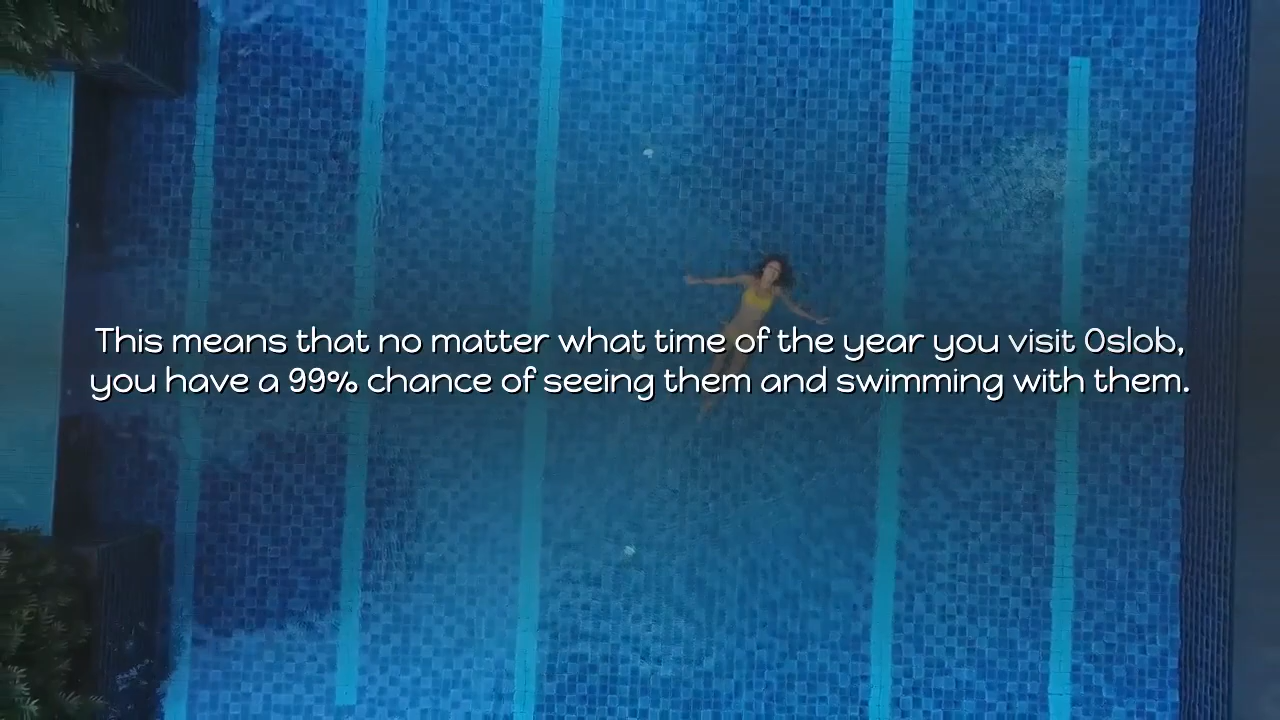 This means that no matter what time of the year you visit Oslob,
you have a 99% chance of seeing them and swimming with them.